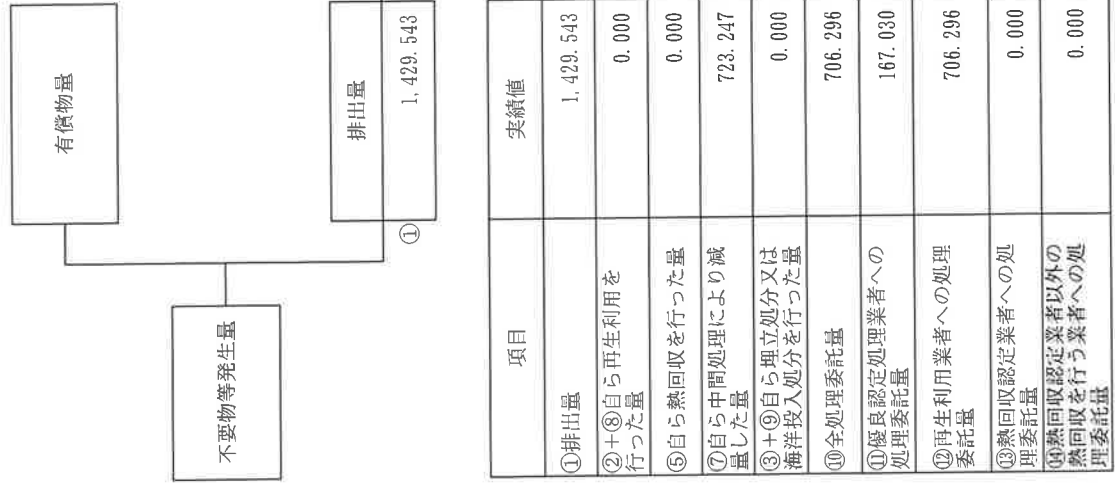 有償物量
不要物等発生量
排出量
①
1,429.543
項目
実績値
①排出量
1,429.543
②+⑧自ら再生利用を
行った量
0.000
⑤自ら熱回収を行った量
0.000
⑦自ら中間処理により減
量した量
723.247
③+⑨自ら埋立処分又は
海洋投入処分を行った量
0.000
⑩全処理委託量
706.296
⑪優良認定処理業者への
処理委託量
167.030
⑫再生利用業者への処理
委託量
706.296
⑬熱回収認定業者への処
理委託量
0.000
⑭熱回収認定業者以外の
熱回収を行う業者への処
理委託量
0.000